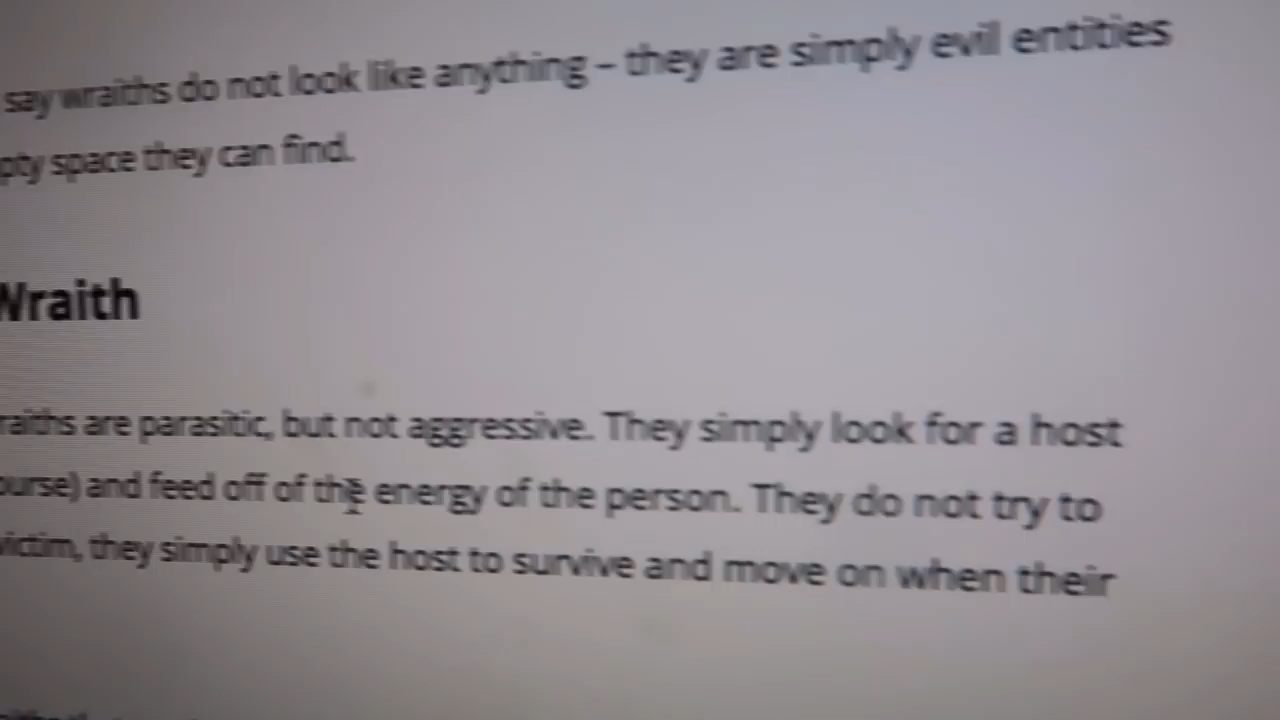 say wraiths do not look like anything – they are simply evil entities
space they can find.
Wraith
are parasitic, but not aggressive. They simply look for a host
and feed off of the energy of the person. They do not try to
victim, they simply use the host to survive and move on when their